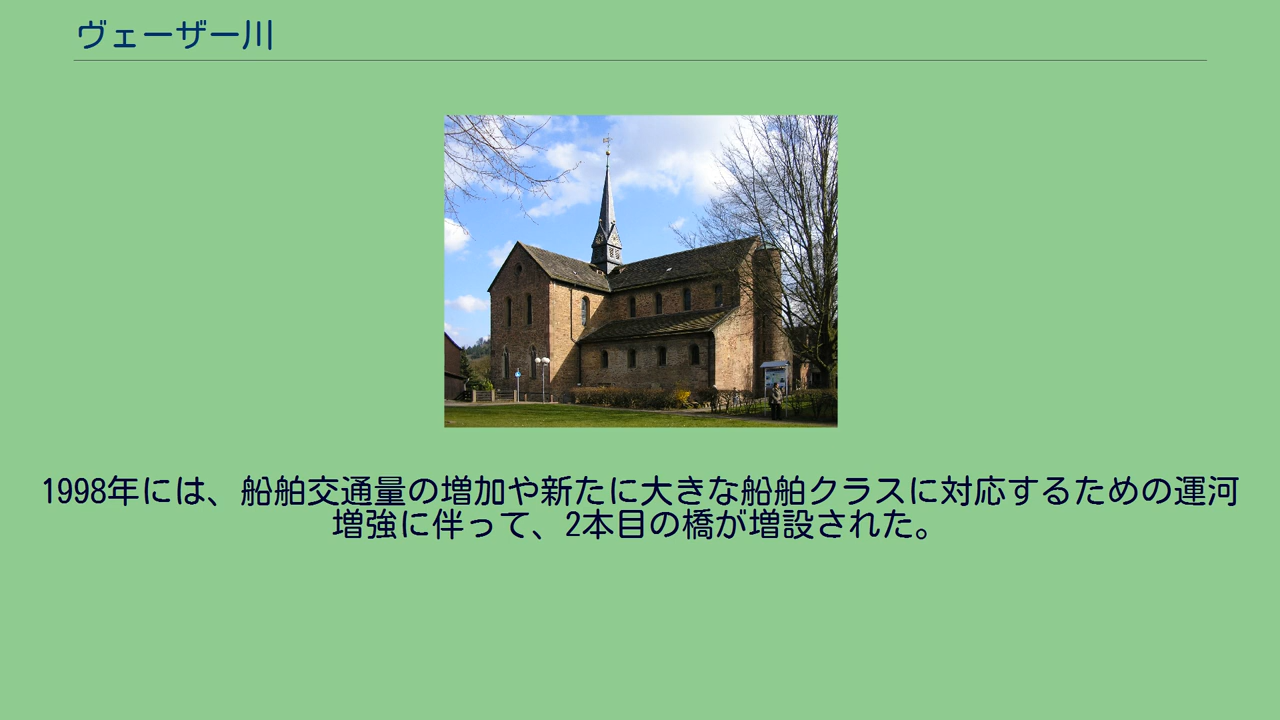 ヴェーザー川
1998年には、船舶交通量の増加や新たに大きな船舶クラスに対応するための運河
増強に伴って、2本目の橋が増設された。